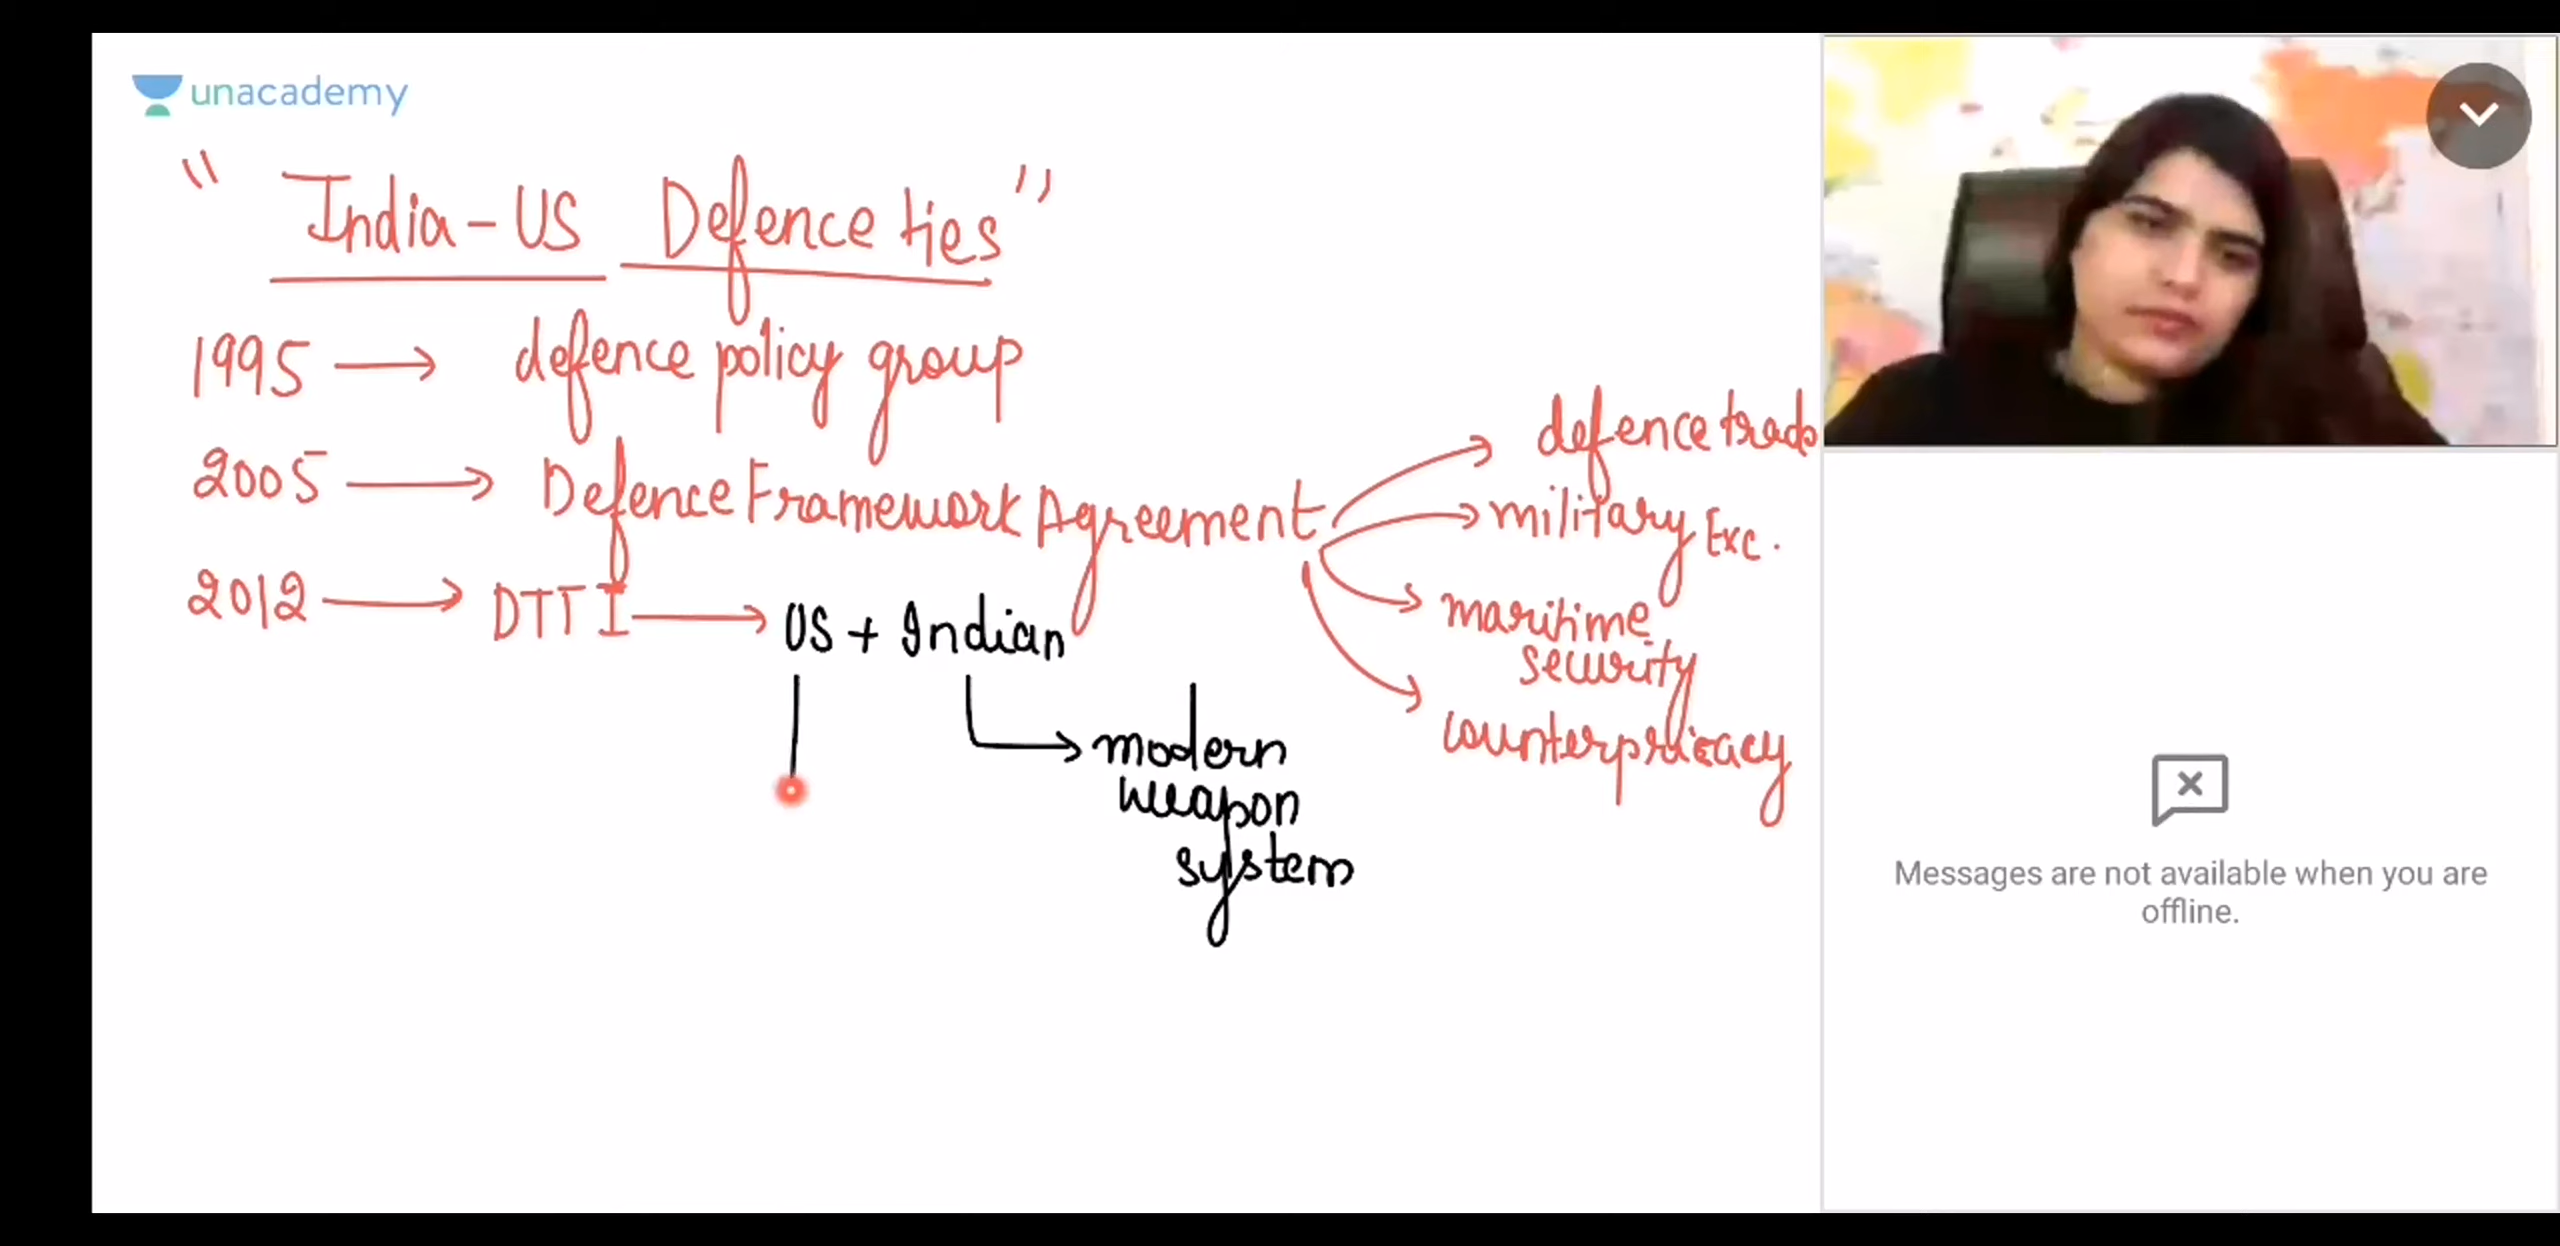 unacademy
" India-US Defence ties "
1995 → defence policy group
2005 → Defence Framework Agreement
→ defence trade
→ military Exc.
→ maritime
security
→ counterpiracy
2012 → DTTI → US + Indian
→ modern
weapon
system
Messages are not available when you are
offline.